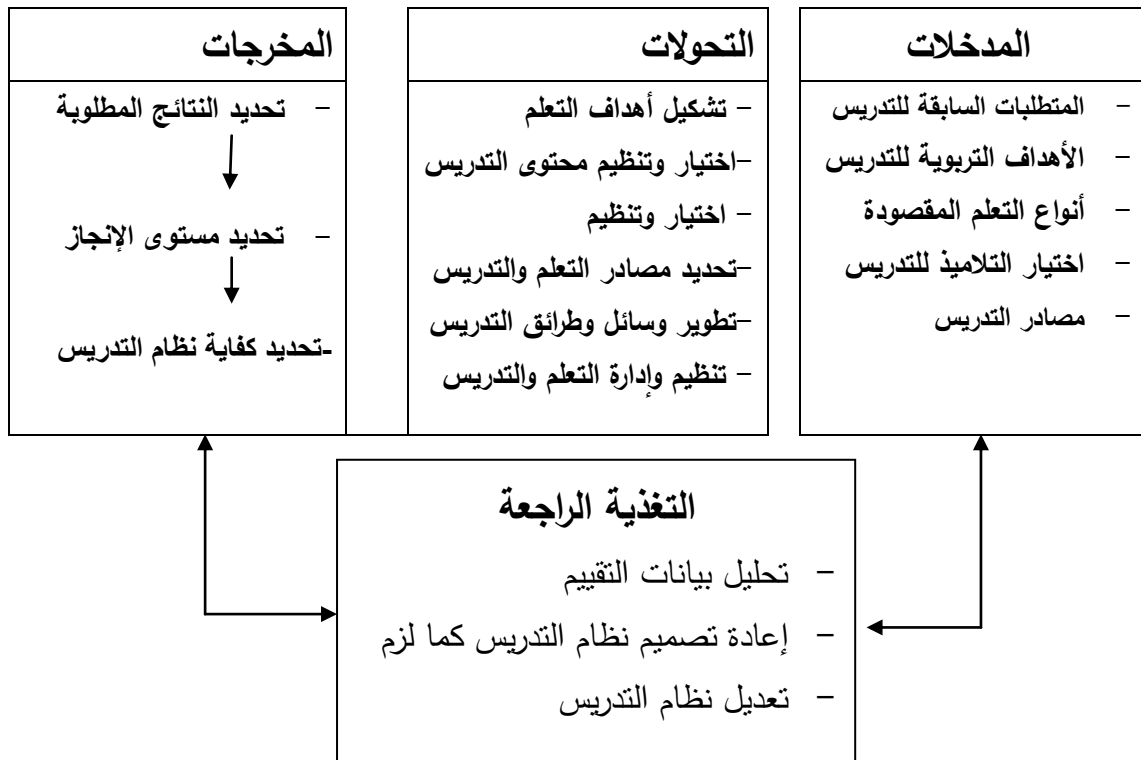 المدخلات
– المتطلبات السابقة للتدريس
– الأهداف التربوية للتدريس
– أنواع التعلم المقصودة
– اختيار التلاميذ للتدريس
– مصادر التدريس
التحولات
– تشكيل أهداف التعلم
–اختيار وتنظيم محتوى التدريس
– اختيار وتنظيم
–تحديد مصادر التعلم والتدريس
–تطوير وسائل وطرائق التدريس
– تنظيم وإدارة التعلم والتدريس
المخرجات
– تحديد النتائج المطلوبة
– تحديد مستوى الإنجاز
-تحديد كفاية نظام التدريس
التغذية الراجعة
– تحليل بيانات التقييم
– إعادة تصميم نظام التدريس كما لزم
– تعديل نظام التدريس